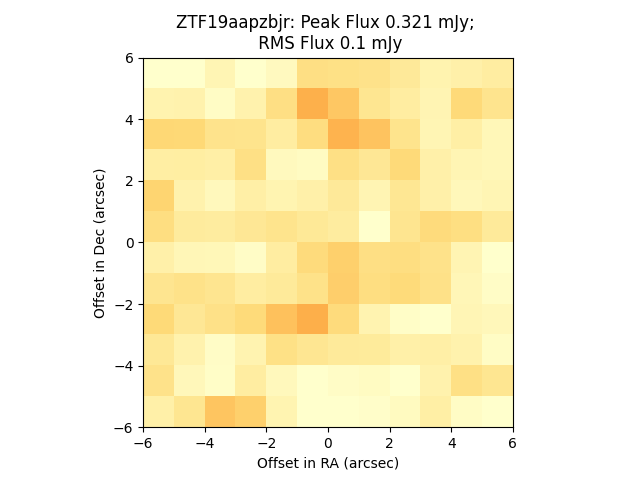 ZTF19aapzbjr: Peak Flux 0.321 mJy;
RMS Flux 0.1 mJy
6
4
2
0
−2
−4
−6
Offset in Dec (arcsec)
−6 −4 −2 0 2 4 6
Offset in RA (arcsec)